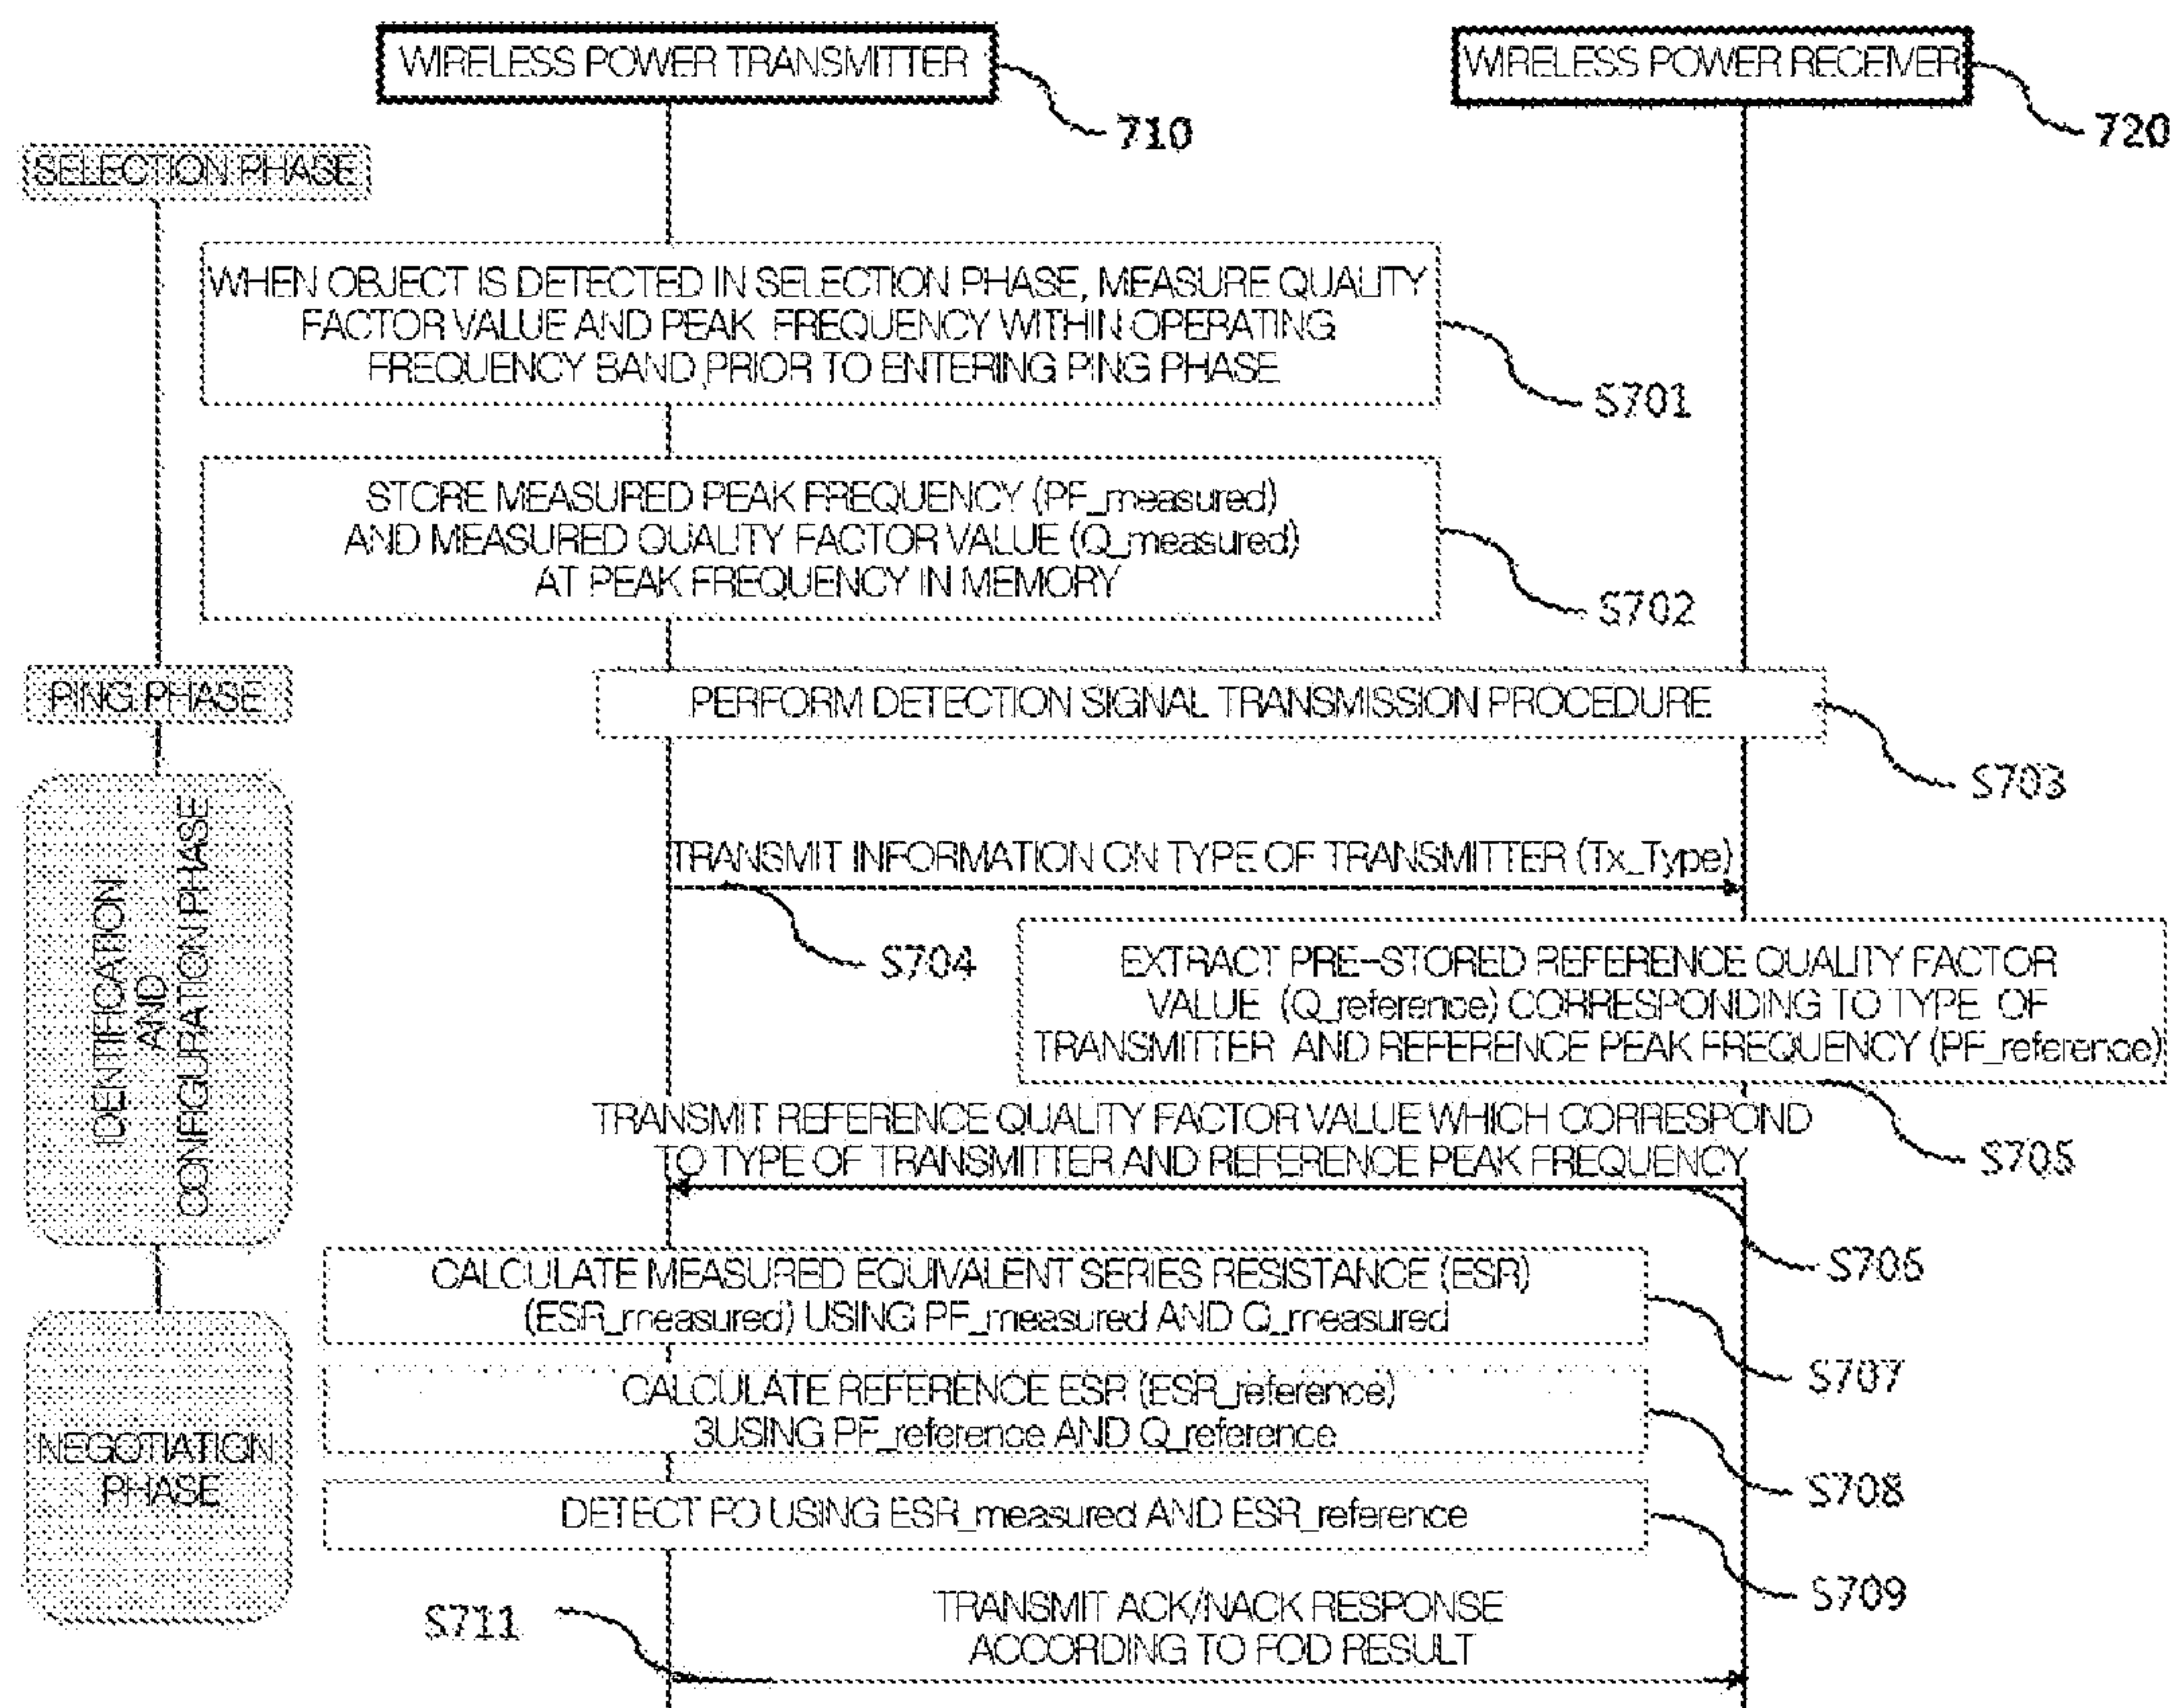 WIRELESS POWER TRANSMITTER
710
WIRELESS POWER RECEIVER
720
SELECTION PHASE
WHEN OBJECT IS DETECTED IN SELECTION PHASE, MEASURE QUALITY
FACTOR VALUE AND PEAK FREQUENCY WITHIN OPERATING
FREQUENCY BAND, PRIOR TO ENTERING PING PHASE
S701
STORE MEASURED PEAK FREQUENCY (PF_measured)
AND MEASURED QUALITY FACTOR VALUE (Q_measured)
AT PEAK FREQUENCY IN MEMORY
S702
PING PHASE
PERFORM DETECTION SIGNAL TRANSMISSION PROCEDURE
S703
IDENTIFICATION
AND
CONFIGURATION PHASE
TRANSMIT INFORMATION ON TYPE OF TRANSMITTER (Tx_Type)
S704
EXTRACT PRE-STORED REFERENCE QUALITY FACTOR
VALUE (Q_reference) CORRESPONDING TO TYPE OF
TRANSMITTER AND REFERENCE PEAK FREQUENCY (PF_reference)
S705
TRANSMIT REFERENCE QUALITY FACTOR VALUE WHICH CORRESPOND
TO TYPE OF TRANSMITTER AND REFERENCE PEAK FREQUENCY
S706
CALCULATE MEASURED EQUIVALENT SERIES RESISTANCE (ESR)
(ESR_measured) USING PF_measured AND Q_measured
S707
CALCULATE REFERENCE ESR (ESR_reference)
3USING PF_reference AND Q_reference
S708
NEGOTIATION
PHASE
DETECT FO USING ESR_measured AND ESR_reference
S709
TRANSMIT ACK/NACK RESPONSE
ACCORDING TO FOD RESULT
S711